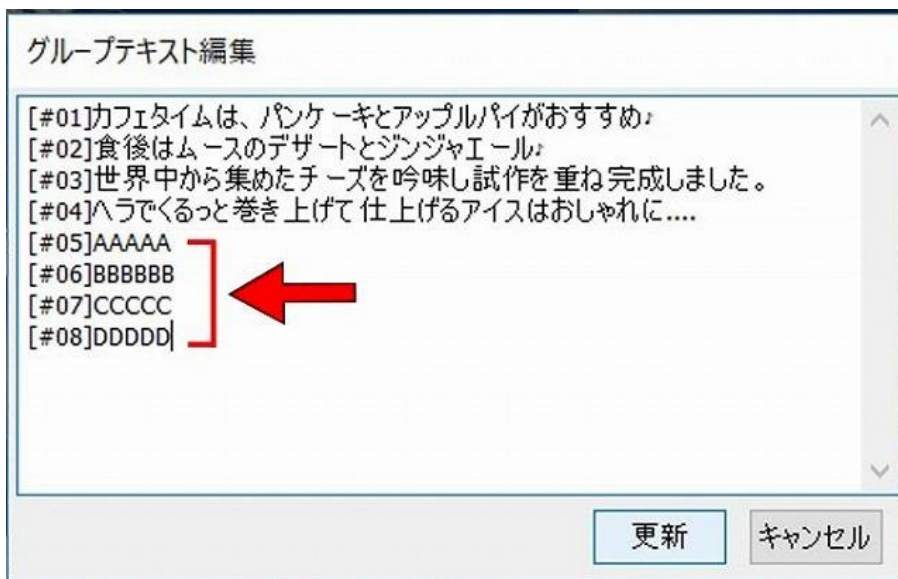 グループテキスト編集
[#01]カフェタイムは、パンケーキとアップルパイがおすすめ♪
[#02]食後はムースのデザートとジンジャエール♪
[#03]世界中から集めたチーズを吟味し試作を重ね完成しました。
[#04]ヘラでくるっと巻き上げて仕上げるアイスはおしゃれに....
[#05]AAAAA
[#06]BBBBBB
[#07]CCCCC
[#08]DDDDD
更新
キャンセル